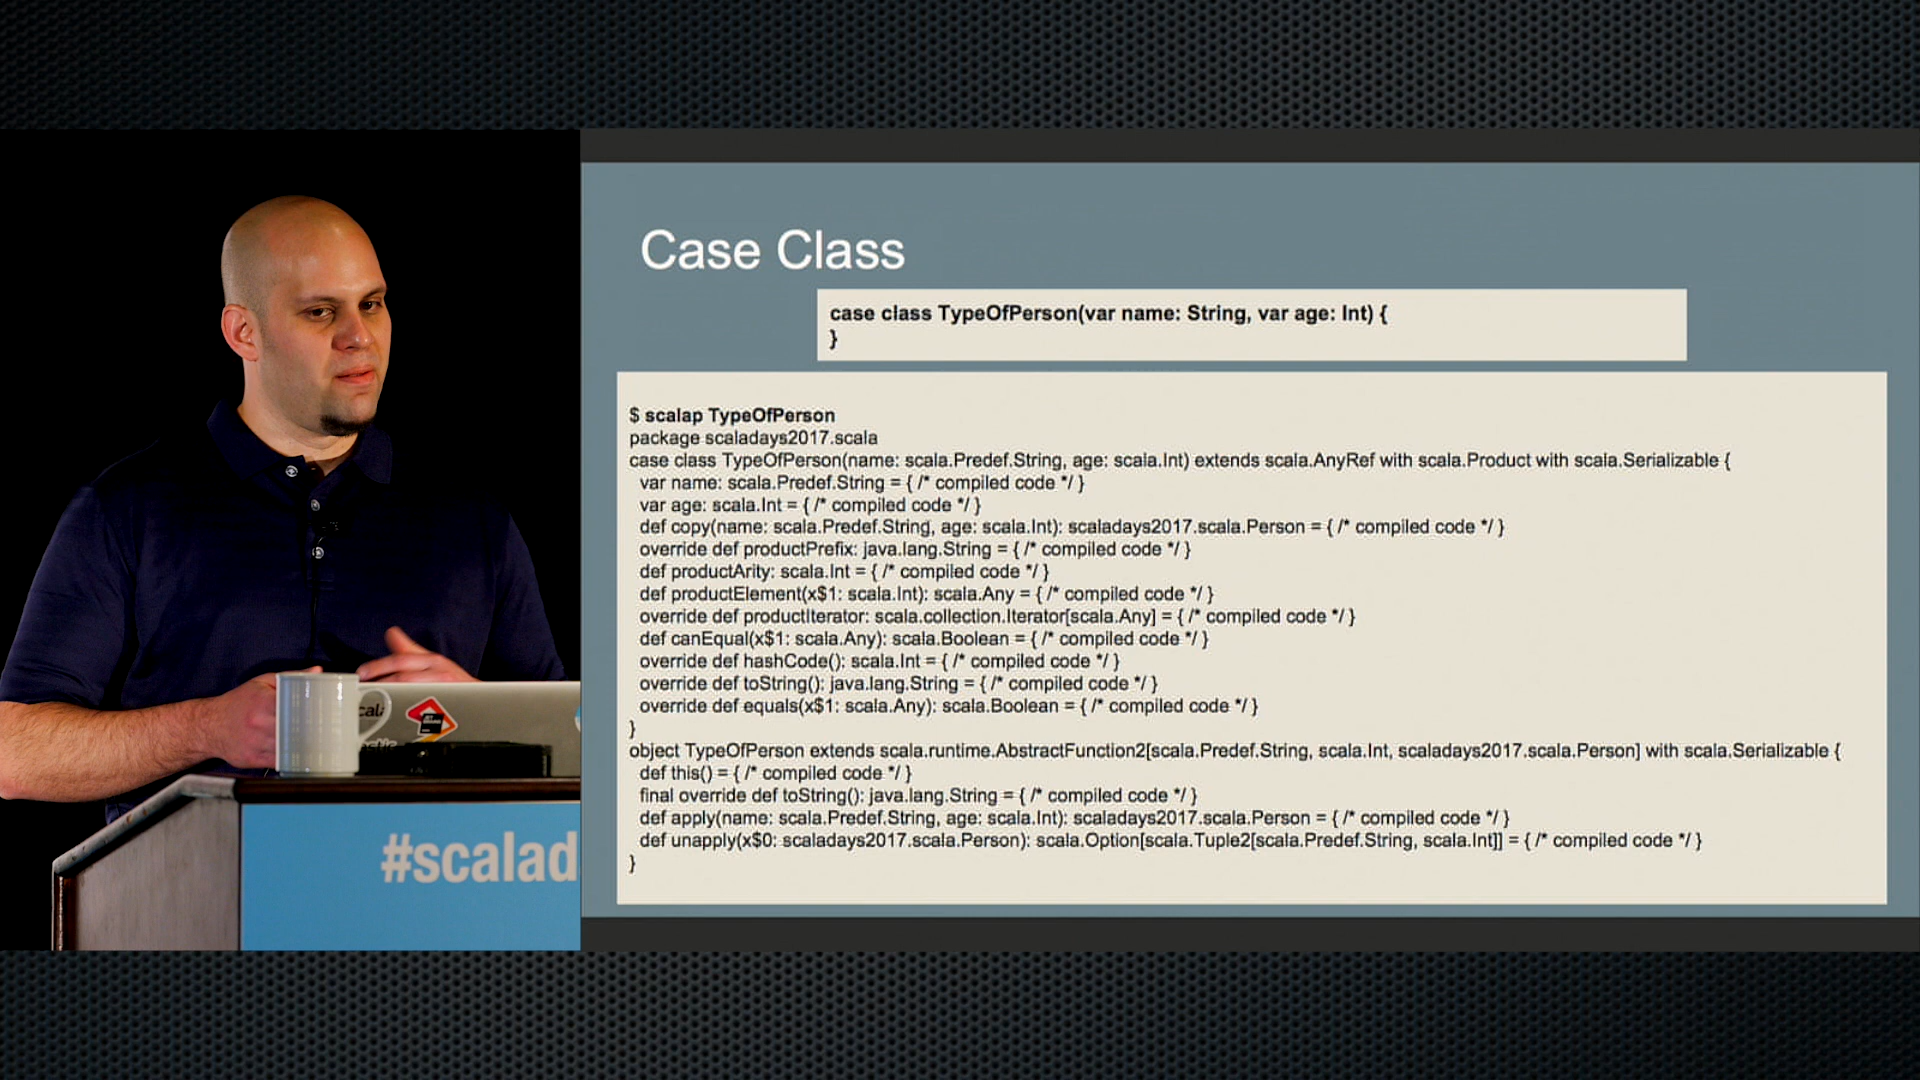 Case Class
case class TypeOfPerson(var name: String, var age: Int) {
}
$ scalap TypeOfPerson
package scaladays2017.scala
case class TypeOfPerson(name: scala.Predef.String, age: scala.Int) extends scala.AnyRef with scala.Product with scala.Serializable {
var name: scala.Predef.String = { /* compiled code */ }
var age: scala.Int = { /* compiled code */ }
def copy(name: scala.Predef.String, age: scala.Int): scaladays2017.scala.Person = { /* compiled code */ }
override def productPrefix: java.lang.String = { /* compiled code */ }
def productArity: scala.Int = { /* compiled code */ }
def productElement(x$1: scala.Int): scala.Any = { /* compiled code */ }
override def productIterator: scala.collection.Iterator[scala.Any] = { /* compiled code */ }
def canEqual(x$1: scala.Any): scala.Boolean = { /* compiled code */ }
override def hashCode(): scala.Int = { /* compiled code */ }
override def toString(): java.lang.String = { /* compiled code */ }
override def equals(x$1: scala.Any): scala.Boolean = { /* compiled code */ }
}
object TypeOfPerson extends scala.runtime.AbstractFunction2[scala.Predef.String, scala.Int, scaladays2017.scala.Person] with scala.Serializable {
def this() = { /* compiled code */ }
final override def toString(): java.lang.String = { /* compiled code */ }
def apply(name: scala.Predef.String, age: scala.Int): scaladays2017.scala.Person = { /* compiled code */ }
def unapply(x$0: scaladays2017.scala.Person): scala.Option[scala.Tuple2[scala.Predef.String, scala.Int]] = { /* compiled code */ }
}
#scalad